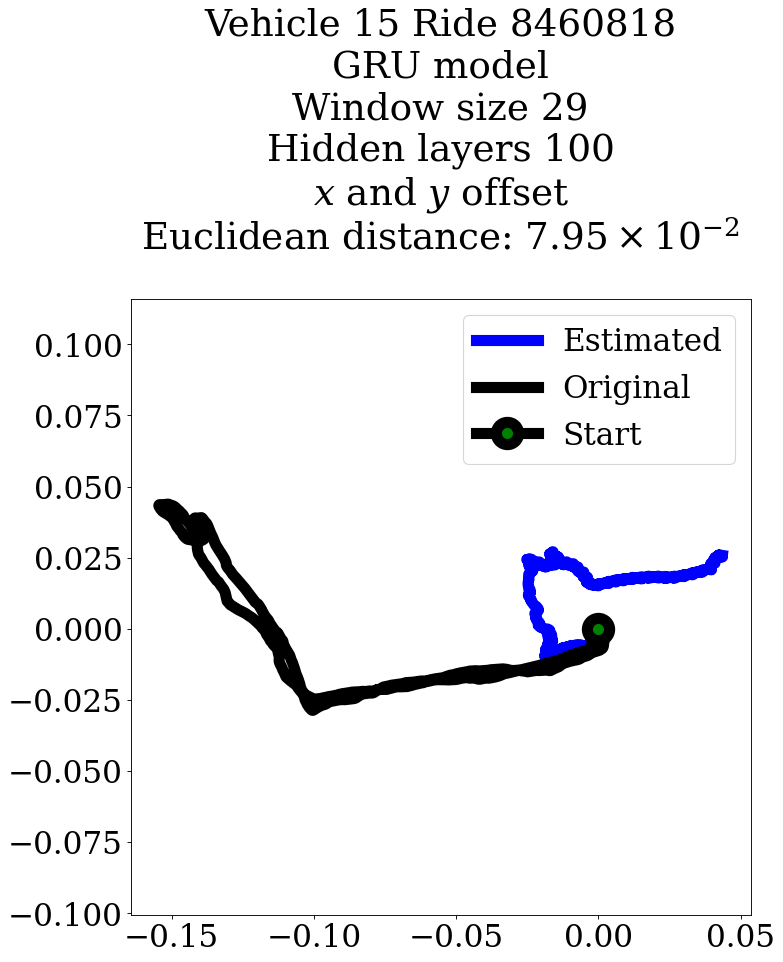 Vehicle 15 Ride 8460818
GRU model
Window size 29
Hidden layers 100
x and y offset
Euclidean distance: 7.95 × 10⁻²
Estimated
Original
Start
0.100
0.075
0.050
0.025
0.000
−0.025
−0.050
−0.075
−0.100
−0.15 −0.10 −0.05 0.00 0.05